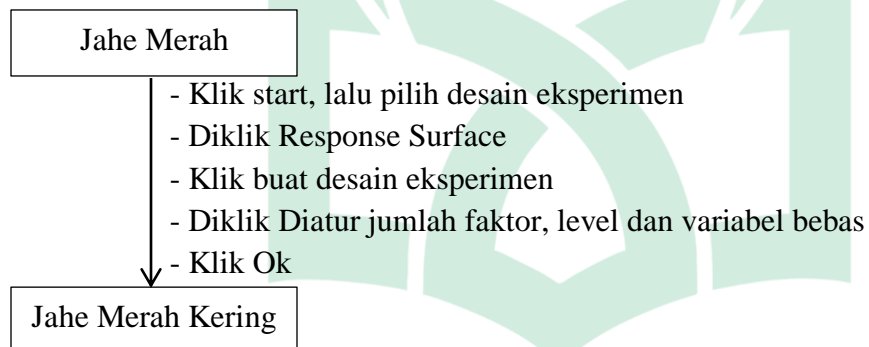 Jahe Merah
- Klik start, lalu pilih desain eksperimen
- Diklik Response Surface
- Klik buat desain eksperimen
- Diklik Diatur jumlah faktor, level dan variabel bebas
- Klik Ok
Jahe Merah Kering